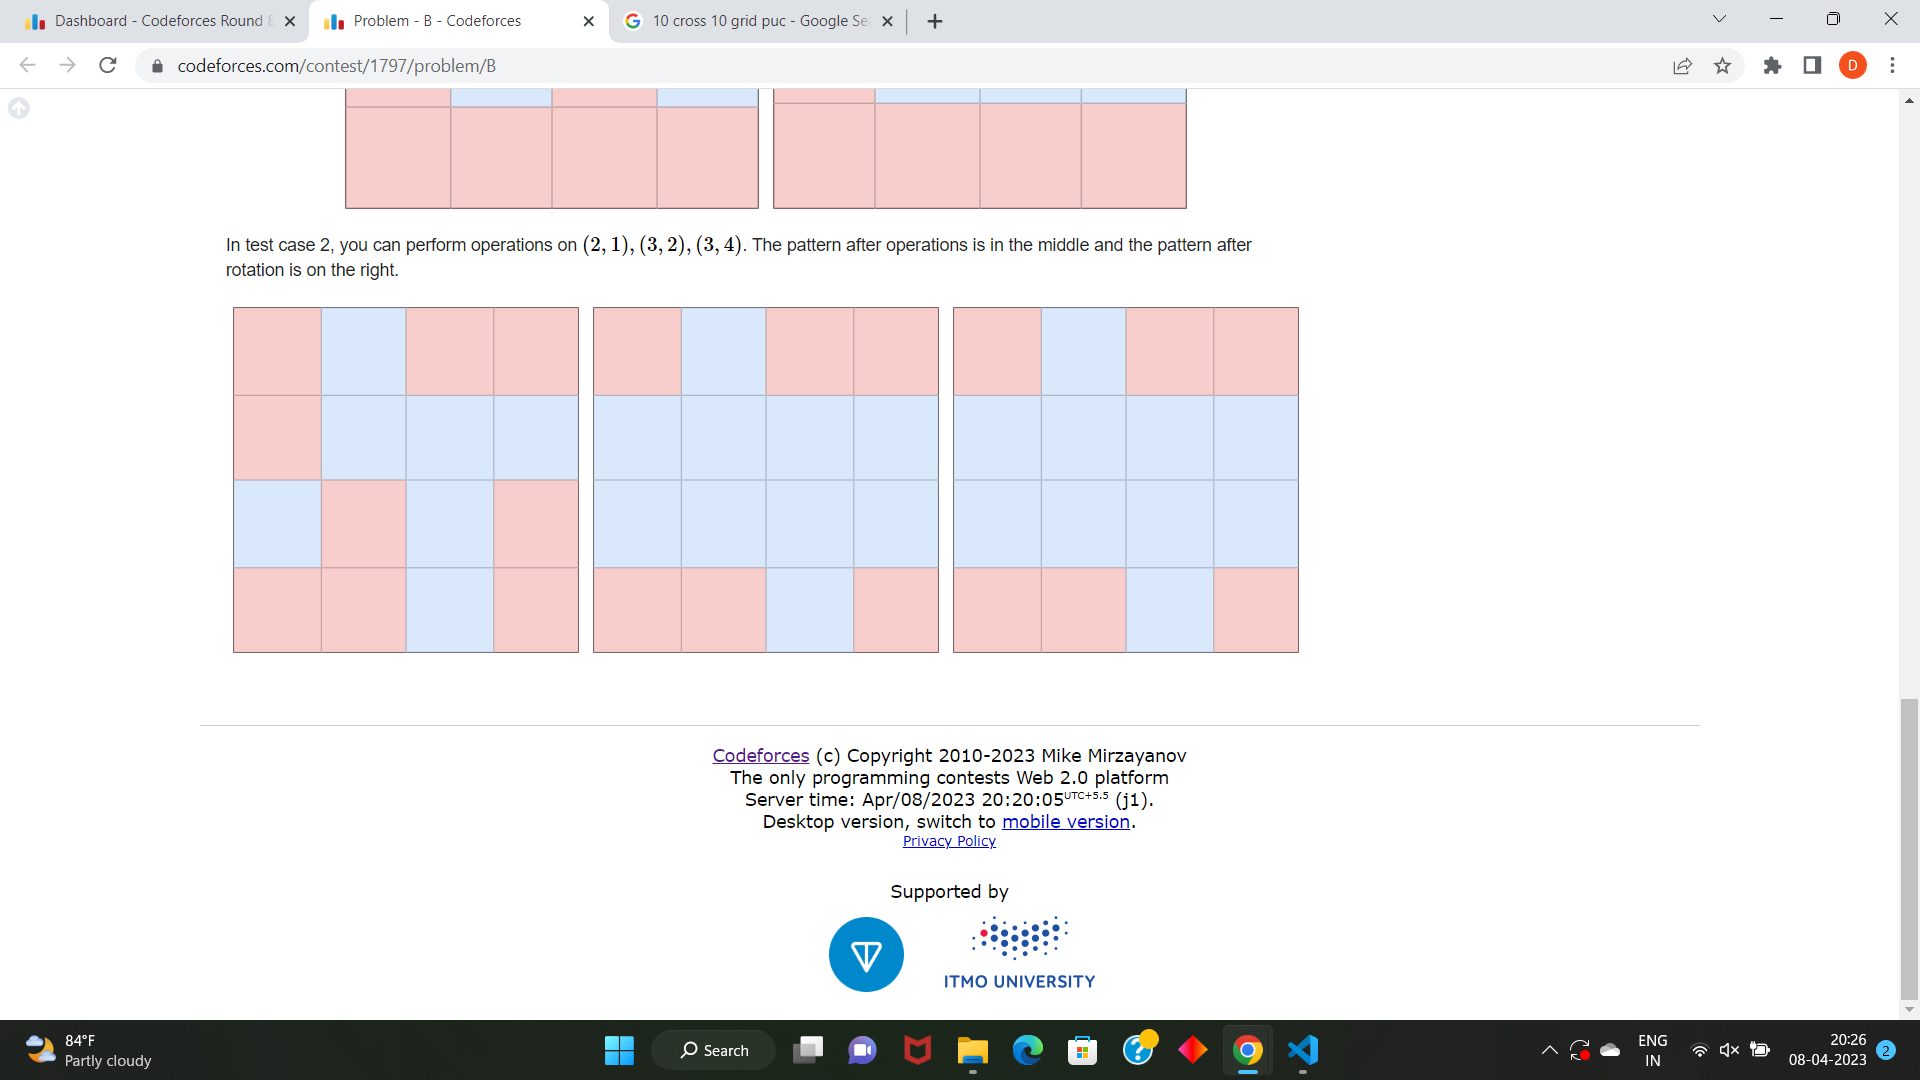 Dashboard - Codeforces Round 8
Problem - B - Codeforces
10 cross 10 grid puc - Google Se
codeforces.com/contest/1797/problem/B
D
In test case 2, you can perform operations on (2, 1), (3, 2), (3, 4). The pattern after operations is in the middle and the pattern after
rotation is on the right.
Codeforces (c) Copyright 2010-2023 Mike Mirzayanov
The only programming contests Web 2.0 platform
Server time: Apr/08/2023 20:20:05UTC+5.5 (j1).
Desktop version, switch to mobile version.
Privacy Policy
Supported by
ITMO UNIVERSITY
84°F
Partly cloudy
Search
ENG
IN
20:26
08-04-2023
2